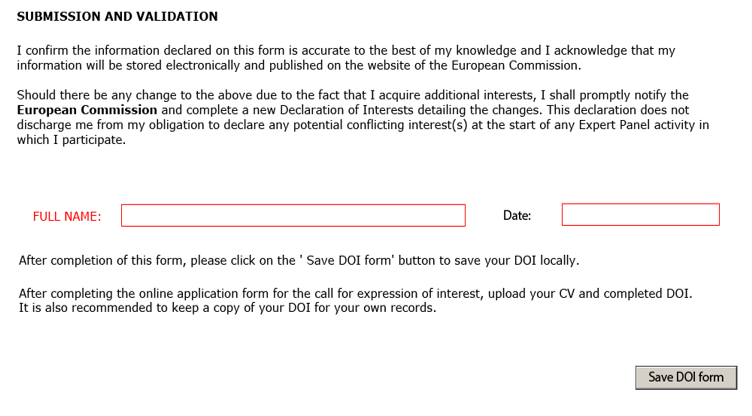 SUBMISSION AND VALIDATION
I confirm the information declared on this form is accurate to the best of my knowledge and I acknowledge that my
information will be stored electronically and published on the website of the European Commission.
Should there be any change to the above due to the fact that I acquire additional interests, I shall promptly notify the
European Commission and complete a new Declaration of Interests detailing the changes. This declaration does not
discharge me from my obligation to declare any potential conflicting interest(s) at the start of any Expert Panel activity in
which I participate.
FULL NAME: Date:
After completion of this form, please click on the ' Save DOI form' button to save your DOI locally.
After completing the online application form for the call for expression of interest, upload your CV and completed DOI.
It is also recommended to keep a copy of your DOI for your own records.
Save DOI form